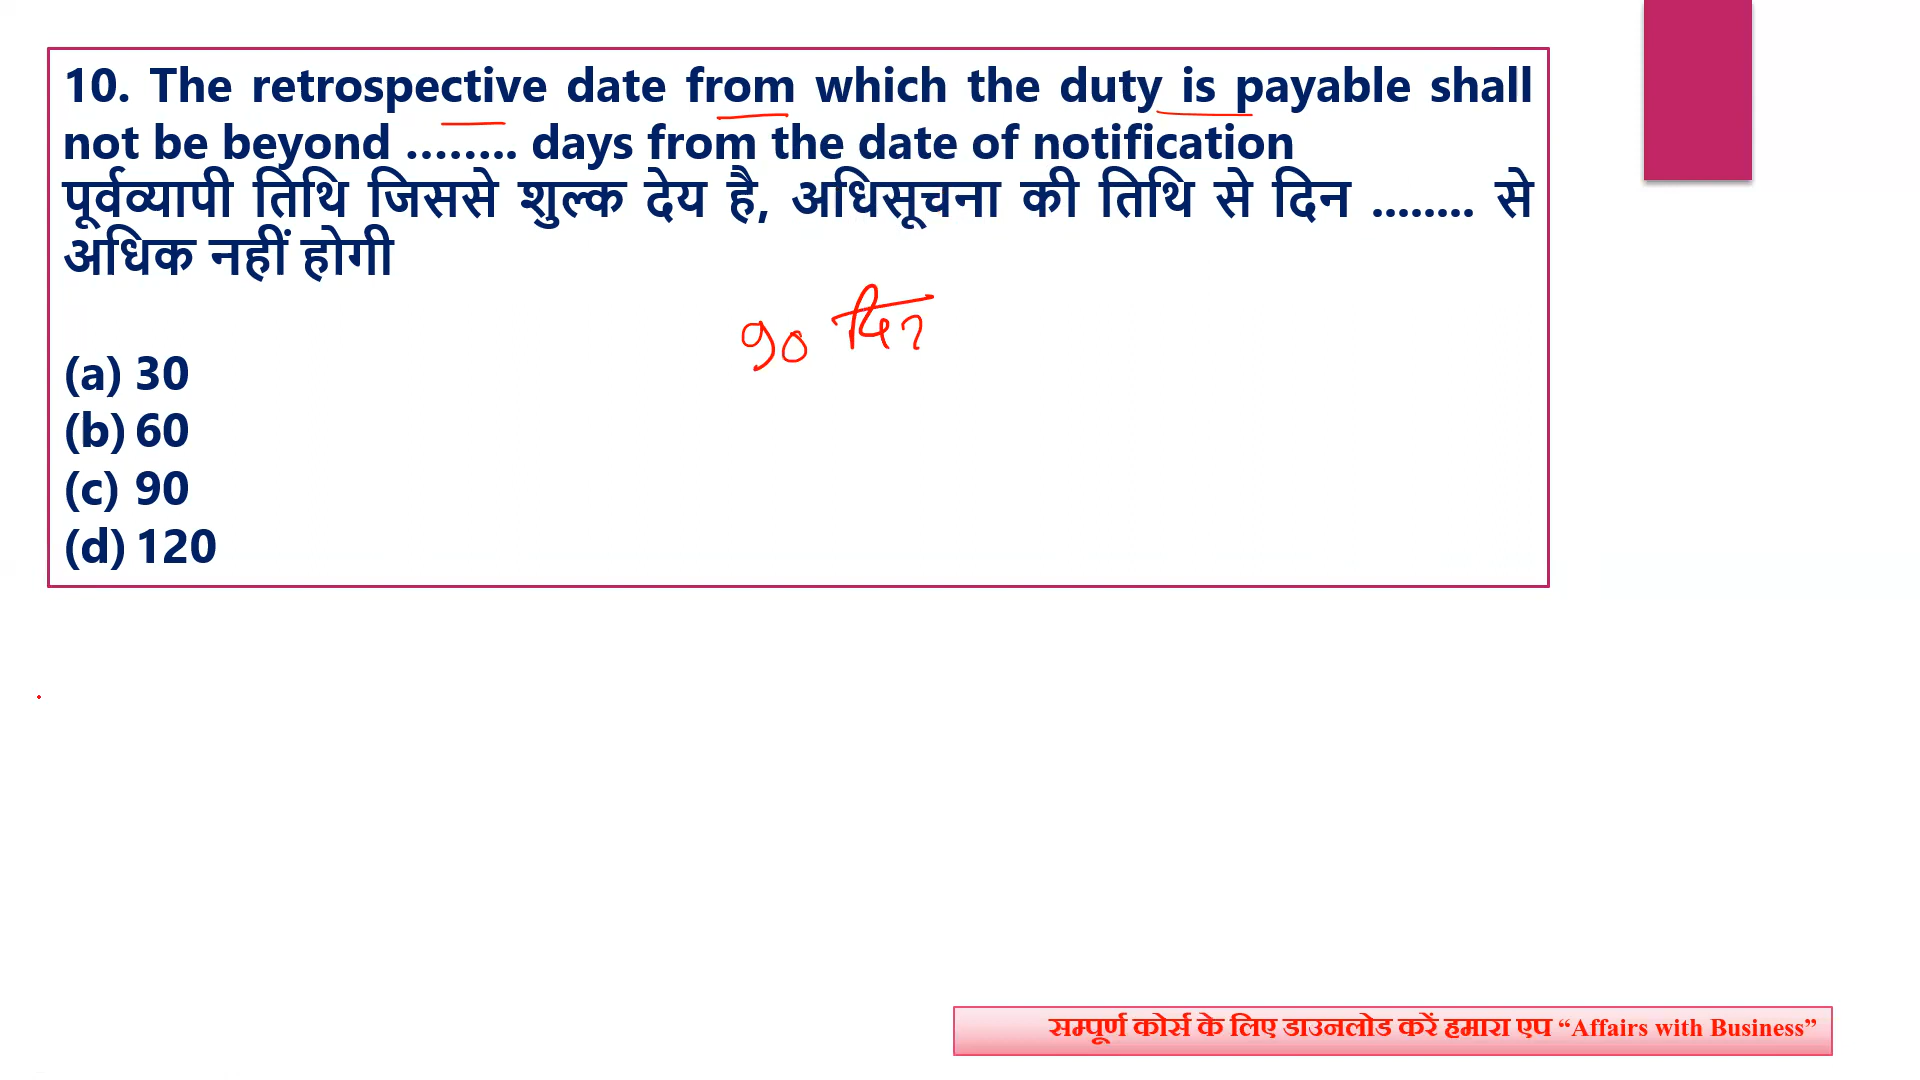 10. The retrospective date from which the duty is payable shall
not be beyond …….. days from the date of notification
पूर्वव्यापी तिथि जिससे शुल्क देय है, अधिसूचना की तिथि से दिन ........ से
अधिक नहीं होगी
90 दिन
(a) 30
(b) 60
(c) 90
(d) 120
सम्पूर्ण कोर्स के लिए डाउनलोड करें हमारा एप “Affairs with Business”